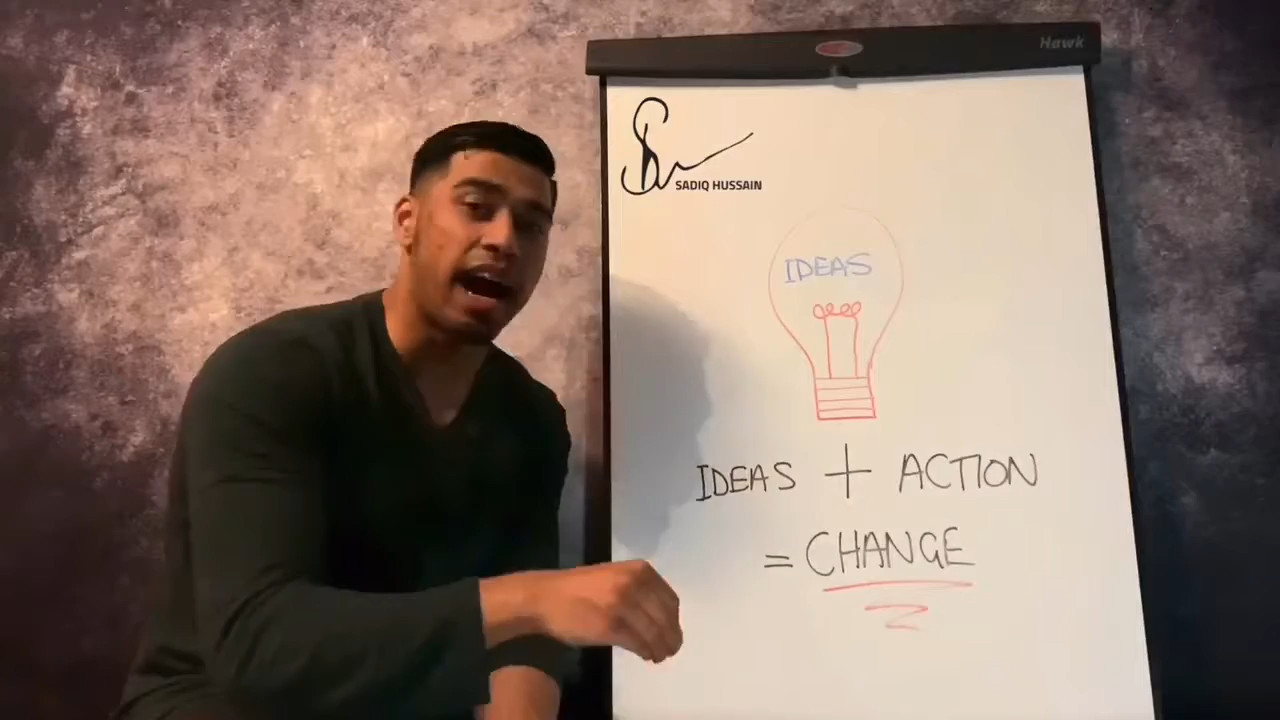 Hawk
SADIQ HUSSAIN
IDEAS
IDEAS + ACTION
= CHANGE